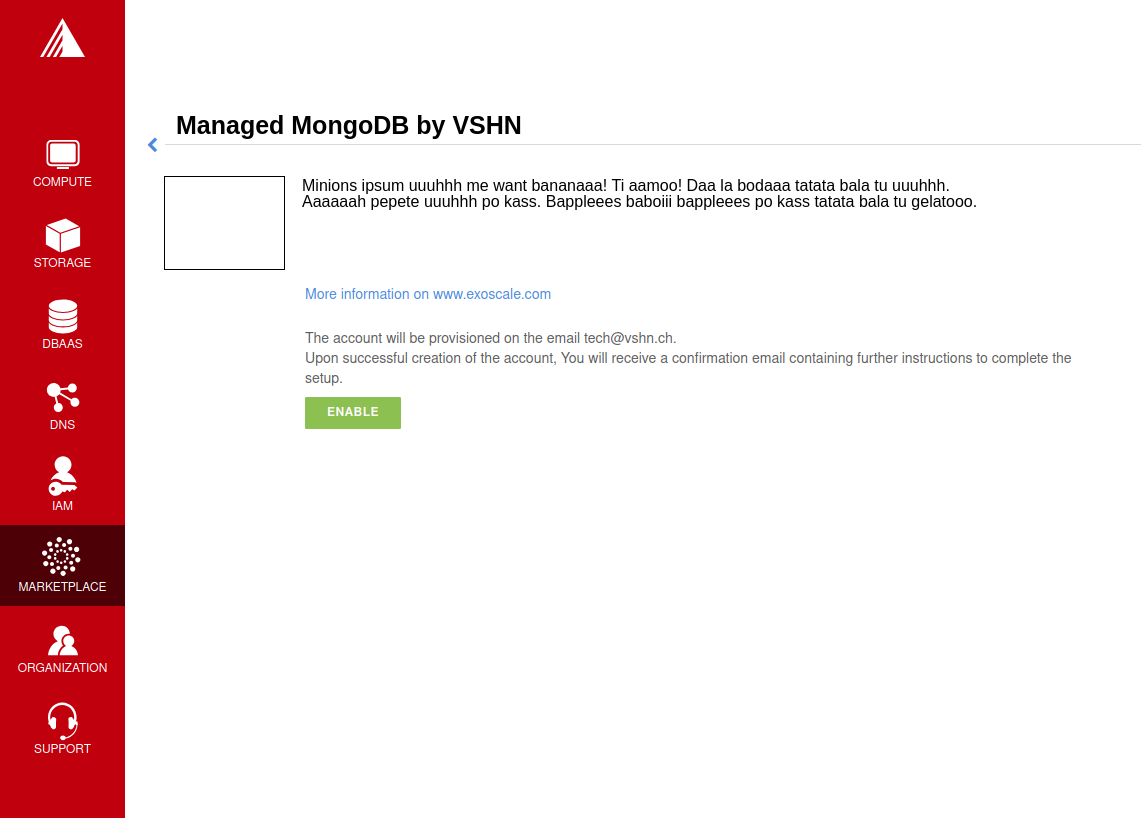 Managed MongoDB by VSHN
COMPUTE
STORAGE
DBAAS
DNS
IAM
MARKETPLACE
ORGANIZATION
SUPPORT
Minions ipsum uuuhhh me want bananaaa! Ti aamoo! Daa la bodaaa tatata bala tu uuuhhh.
Aaaaaah pepete uuuhhh po kass. Bappleees baboiii bappleees po kass tatata bala tu gelatooo.
More information on www.exoscale.com
The account will be provisioned on the email tech@vshn.ch.
Upon successful creation of the account, You will receive a confirmation email containing further instructions to complete the
setup.
ENABLE